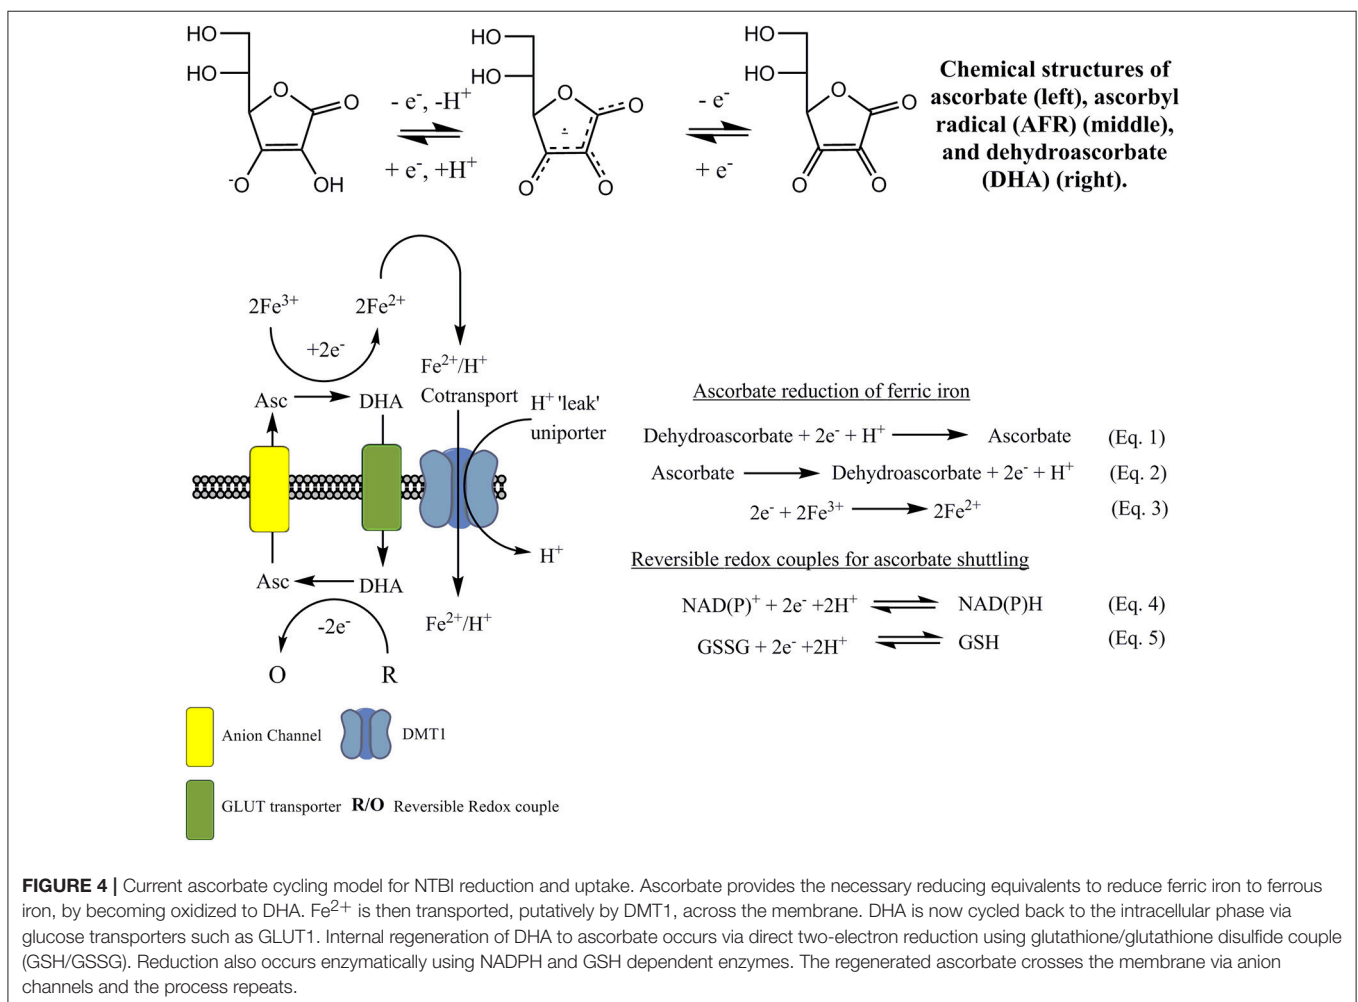 HO
HO
O
O
⁻O
OH
- e⁻, -H⁺
+ e⁻, +H⁺
HO
HO
O
O
O
O
- e⁻
+ e⁻
HO
HO
O
O
O
O
Chemical structures of
ascorbate (left), ascorbyl
radical (AFR) (middle),
and dehydroascorbate
(DHA) (right).
2Fe³⁺
2Fe²⁺
+2e⁻
Fe²⁺/H⁺
Cotransport
Asc
DHA
H⁺ 'leak'
uniporter
H⁺
Asc
DHA
Fe²⁺/H⁺
-2e⁻
O
R
Ascorbate reduction of ferric iron
Dehydroascorbate + 2e⁻ + H⁺ ⟶ Ascorbate (Eq. 1)
Ascorbate ⟶ Dehydroascorbate + 2e⁻ + H⁺ (Eq. 2)
2e⁻ + 2Fe³⁺ ⟶ 2Fe²⁺ (Eq. 3)
Reversible redox couples for ascorbate shuttling
NAD(P)⁺ + 2e⁻ +2H⁺ ⇌ NAD(P)H (Eq. 4)
GSSG + 2e⁻ +2H⁺ ⇌ GSH (Eq. 5)
Anion Channel
DMT1
GLUT transporter
R/O Reversible Redox couple
FIGURE 4 | Current ascorbate cycling model for NTBI reduction and uptake. Ascorbate provides the necessary reducing equivalents to reduce ferric iron to ferrous
iron, by becoming oxidized to DHA. Fe²⁺ is then transported, putatively by DMT1, across the membrane. DHA is now cycled back to the intracellular phase via
glucose transporters such as GLUT1. Internal regeneration of DHA to ascorbate occurs via direct two-electron reduction using glutathione/glutathione disulfide couple
(GSH/GSSG). Reduction also occurs enzymatically using NADPH and GSH dependent enzymes. The regenerated ascorbate crosses the membrane via anion
channels and the process repeats.